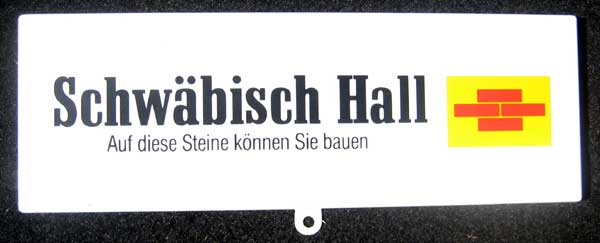 Schwäbisch Hall
Auf diese Steine können Sie bauen